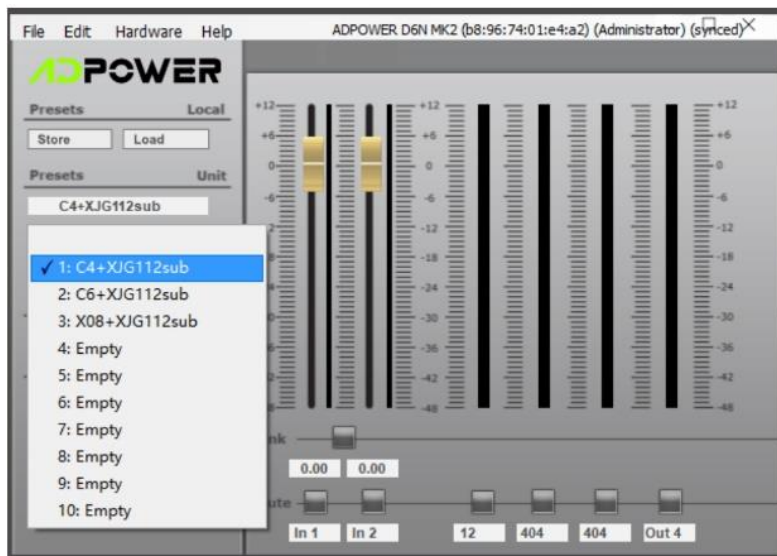 File Edit Hardware Help
ADPOWER D6N MK2 (b8:96:74:01:e4:a2) (Administrator) (synced)
ADPOWER
Presets Local
Store Load
Presets Unit
C4+XJG112sub
✓ 1: C4+XJG112sub
2: C6+XJG112sub
3: X08+XJG112sub
4: Empty
5: Empty
6: Empty
7: Empty
8: Empty
9: Empty
10: Empty
+12 +12 +12
+6 +6 +6
0 0 0
-6 -6 -6
-12 -12
-18 -18
-24 -24
-30 -30
-36 -36
-42 -42
-48 -48
0.00 0.00
In 1 In 2 12 404 404 Out 4